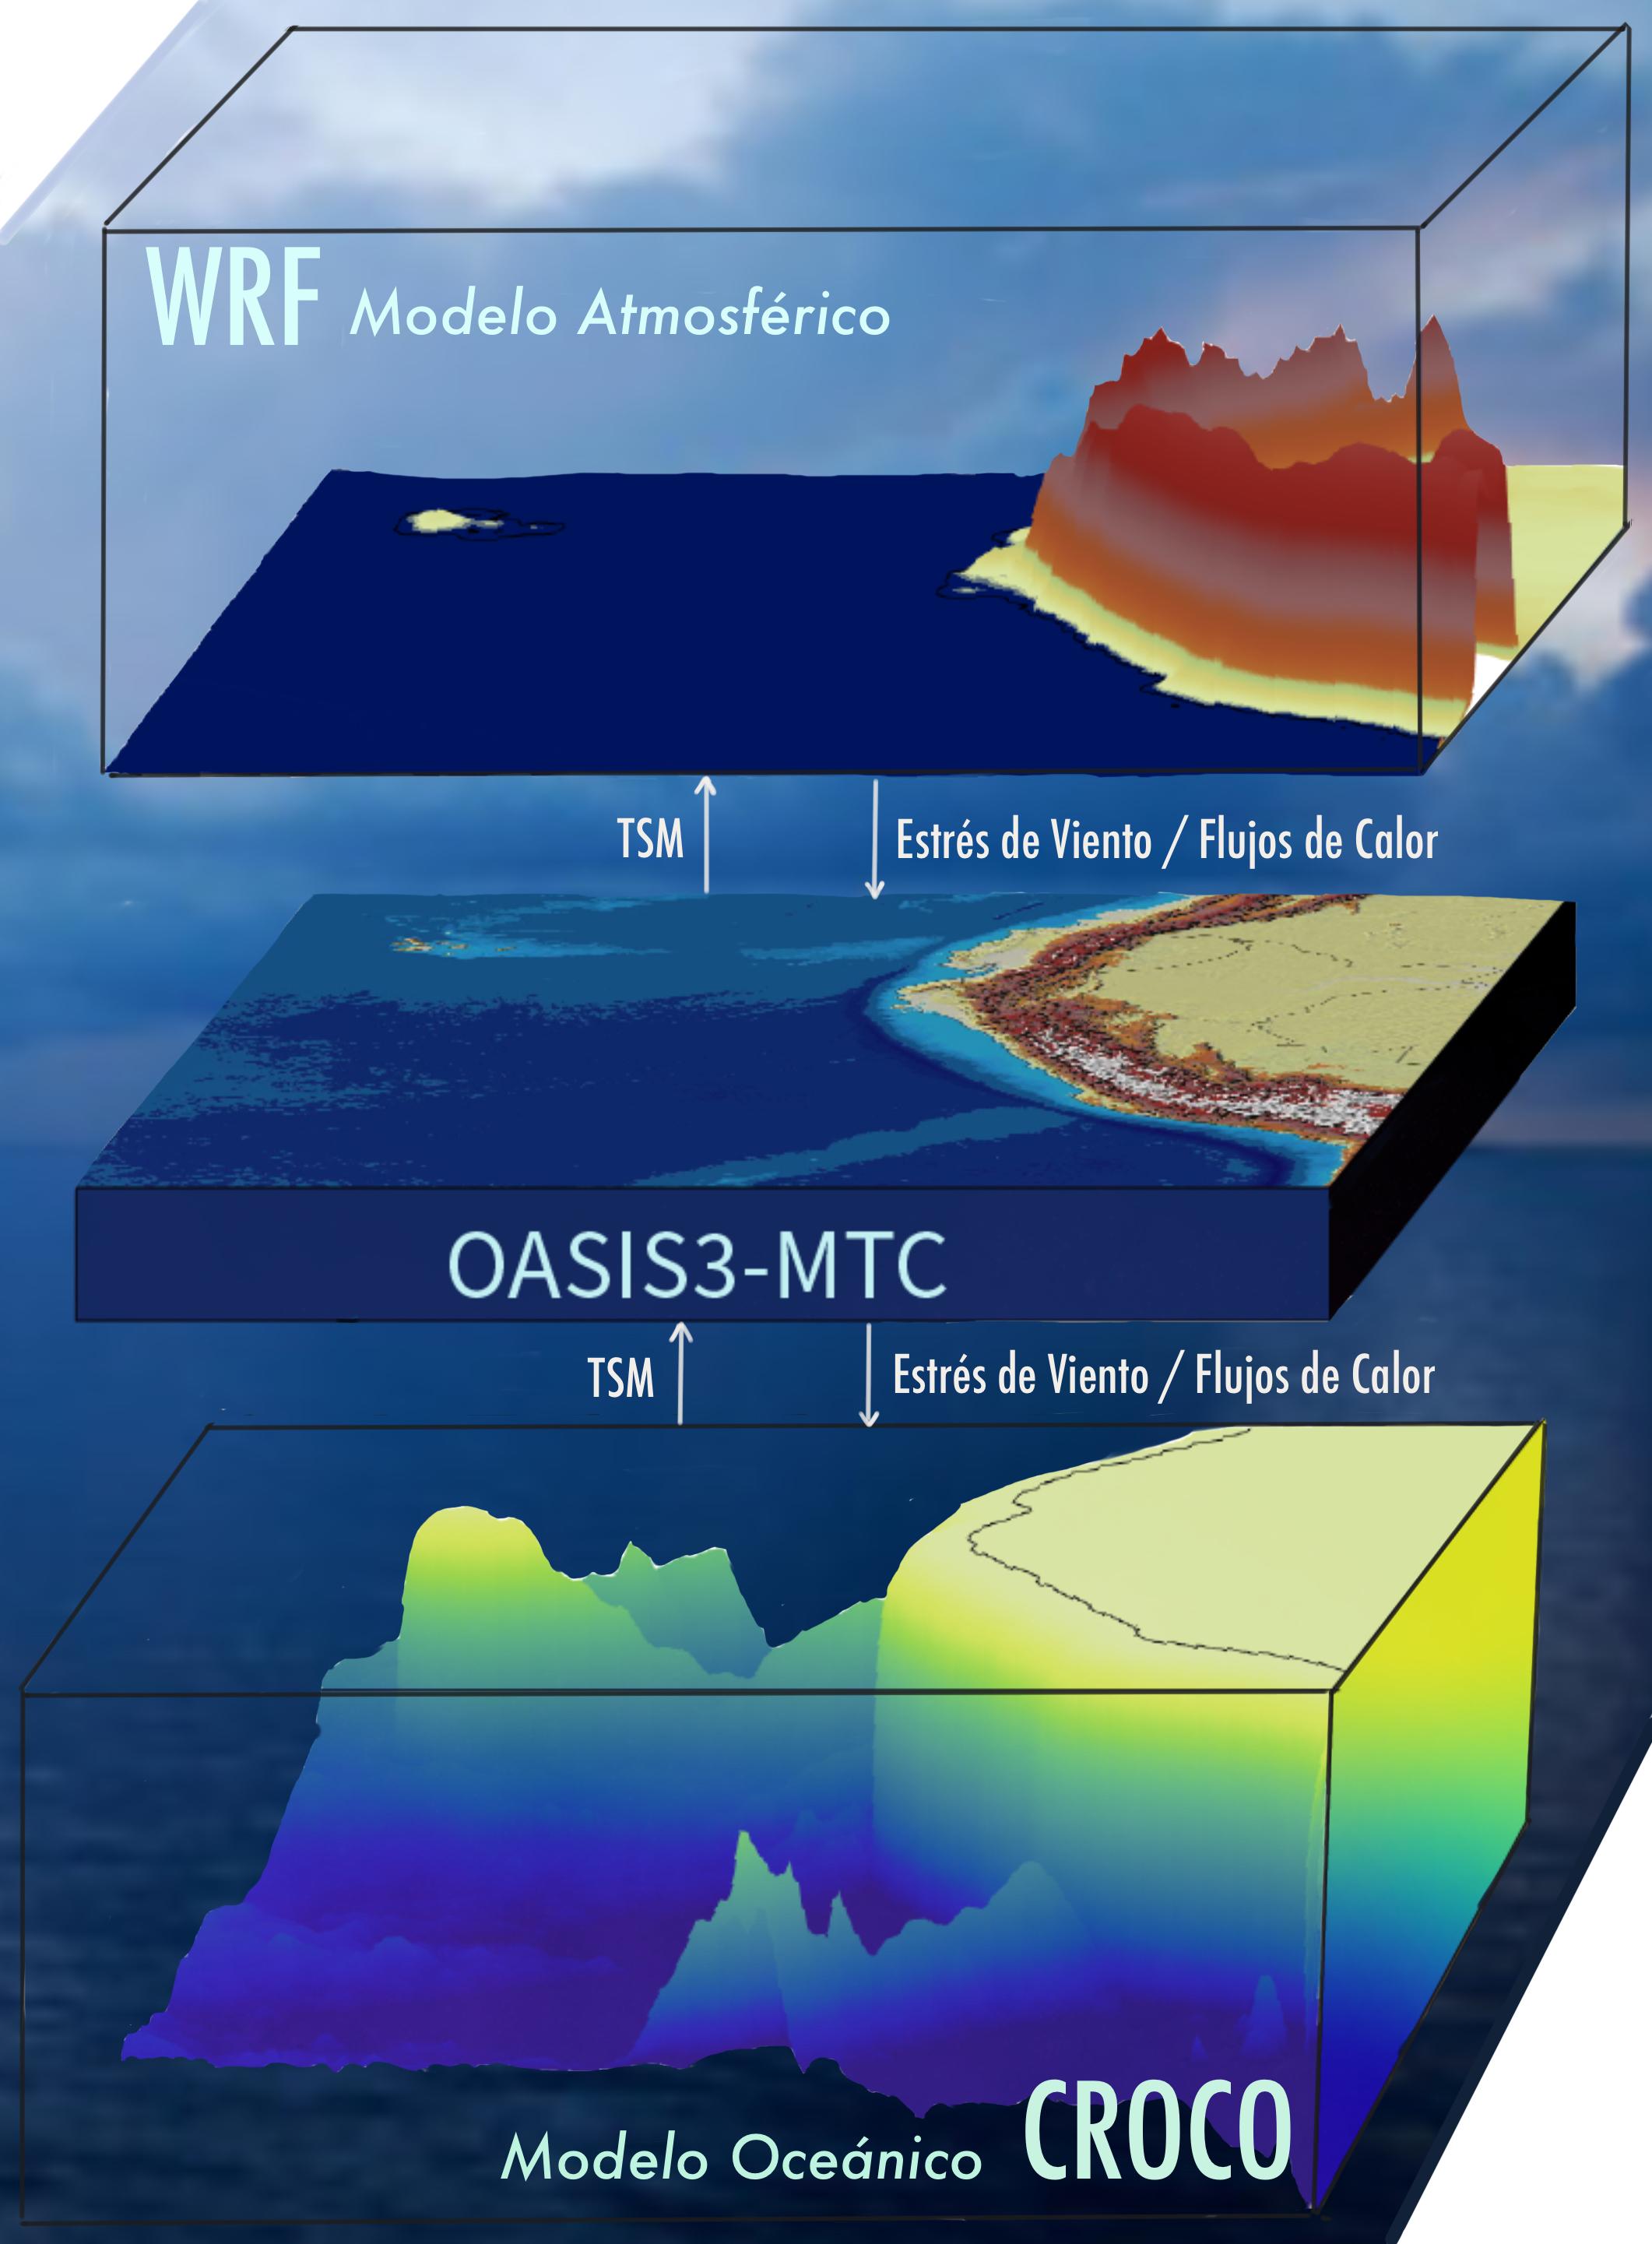 WRF Modelo Atmosférico
TSM
Estrés de Viento / Flujos de Calor
OASIS3-MTC
TSM
Estrés de Viento / Flujos de Calor
Modelo Oceánico CROCO